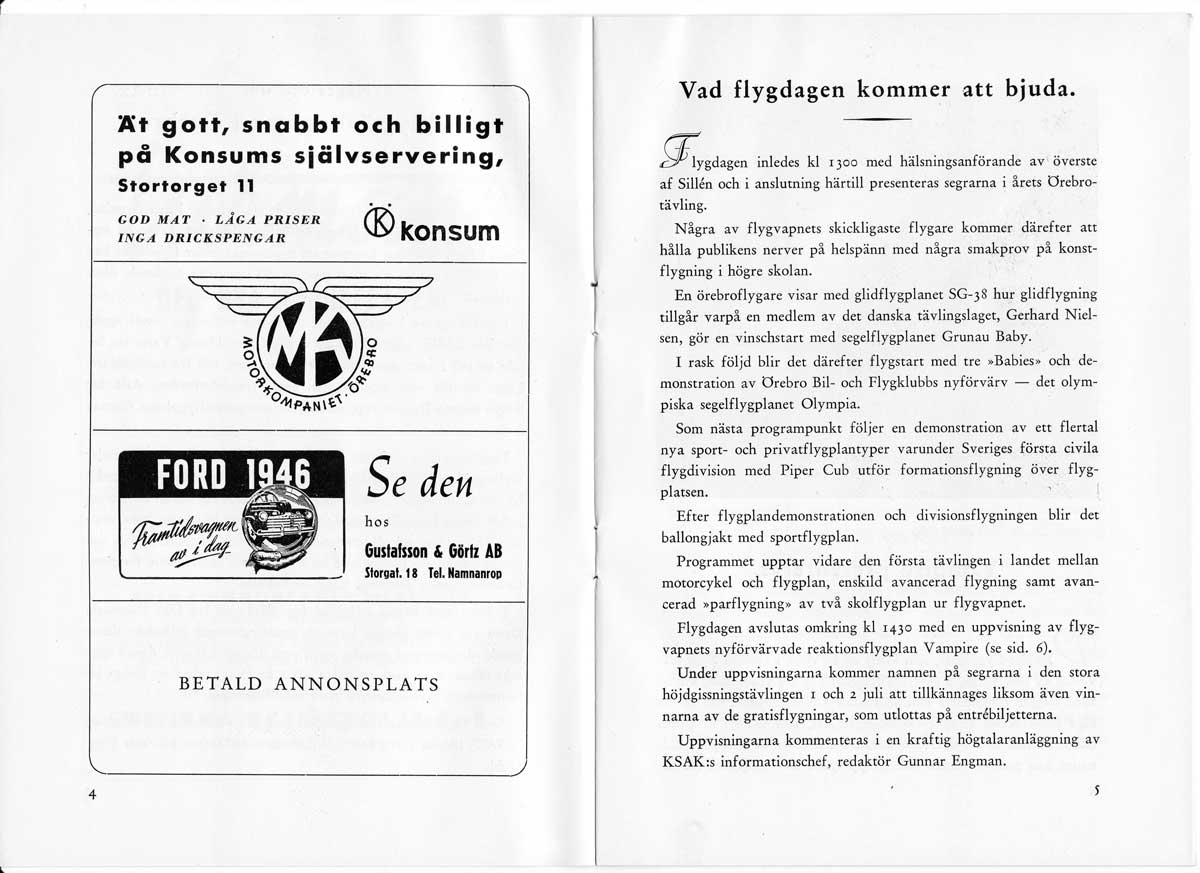 Ät gott, snabbt och billigt
på Konsums självservering,
Stortorget 11
GOD MAT · LÅGA PRISER
INGA DRICKSPENGAR
K konsum
MK
MOTORKOMPANIET · ÖREBRO
FORD 1946
Framtidsvagnen
av i dag
Se den
hos
Gustafsson & Görtz AB
Storgat. 18 Tel. Namnanrop
BETALD ANNONSPLATS
4
Vad flygdagen kommer att bjuda.
Flygdagen inledes kl 1300 med hälsningsanförande av överste
af Sillén och i anslutning härtill presenteras segrarna i årets Örebro-
tävling.
Några av flygvapnets skickligaste flygare kommer därefter att
hålla publikens nerver på helspänn med några smakprov på konst-
flygning i högre skolan.
En örebroflygare visar med glidflygplanet SG-38 hur glidflygning
tillgår varpå en medlem av det danska tävlingslaget, Gerhard Niel-
sen, gör en vinschstart med segelflygplanet Grunau Baby.
I rask följd blir det därefter flygstart med tre »Babies» och de-
monstration av Örebro Bil- och Flygklubbs nyförvärv — det olym-
piska segelflygplanet Olympia.
Som nästa programpunkt följer en demonstration av ett flertal
nya sport- och privatflygplantyper varunder Sveriges första civila
flygdivision med Piper Cub utför formationsflygning över flyg-
platsen.
Efter flygplandemonstrationen och divisionsflygningen blir det
ballongjakt med sportflygplan.
Programmet upptar vidare den första tävlingen i landet mellan
motorcykel och flygplan, enskild avancerad flygning samt avan-
cerad »parflygning» av två skolflygplan ur flygvapnet.
Flygdagen avslutas omkring kl 1430 med en uppvisning av flyg-
vapnets nyförvärvade reaktionsflygplan Vampire (se sid. 6).
Under uppvisningarna kommer namnen på segrarna i den stora
höjdgissningstävlingen 1 och 2 juli att tillkännages liksom även vin-
narna av de gratisflygningar, som utlottas på entrébiljetterna.
Uppvisningarna kommenteras i en kraftig högtalaranläggning av
KSAK:s informationschef, redaktör Gunnar Engman.
5